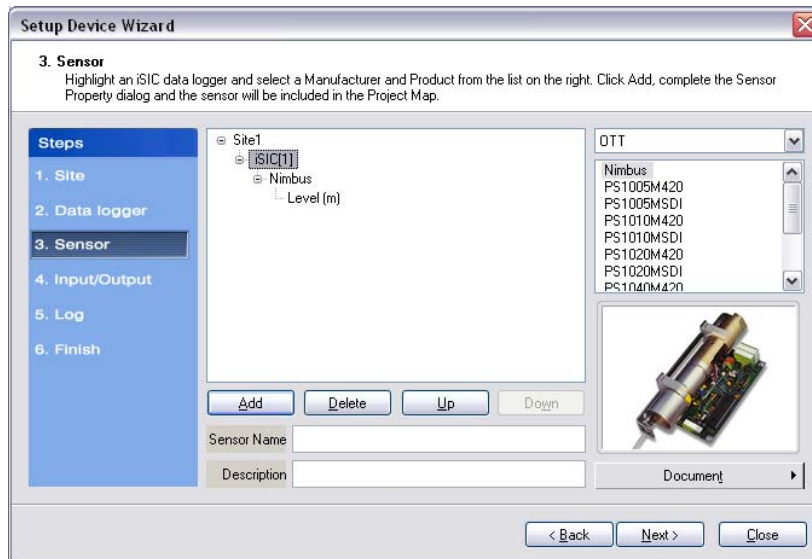 Setup Device Wizard
3. Sensor
Highlight an iSIC data logger and select a Manufacturer and Product from the list on the right. Click Add, complete the Sensor
Property dialog and the sensor will be included in the Project Map.
Steps
1. Site
2. Data logger
3. Sensor
4. Input/Output
5. Log
6. Finish
Site1
iSIC[1]
Nimbus
Level (m)
Add
Delete
Up
Down
Sensor Name
Description
OTT
Nimbus
PS1005M420
PS1005MSDI
PS1010M420
PS1010MSDI
PS1020M420
PS1020MSDI
PS1040M420
Document
< Back
Next >
Close